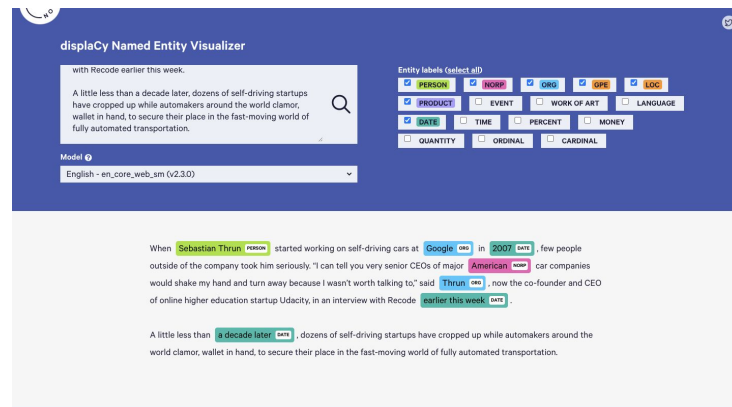 NO
displaCy Named Entity Visualizer
with Recode earlier this week.
A little less than a decade later, dozens of self-driving startups
have cropped up while automakers around the world clamor,
wallet in hand, to secure their place in the fast-moving world of
fully automated transportation.
Model ?
English - en_core_web_sm (v2.3.0)
Entity labels (select all)
PERSON NORP ORG GPE LOC
PRODUCT EVENT WORK OF ART LANGUAGE
DATE TIME PERCENT MONEY
QUANTITY ORDINAL CARDINAL
When Sebastian Thrun PERSON started working on self-driving cars at Google ORG in 2007 DATE , few people
outside of the company took him seriously. "I can tell you very senior CEOs of major American NORP car companies
would shake my hand and turn away because I wasn't worth talking to," said Thrun ORG , now the co-founder and CEO
of online higher education startup Udacity, in an interview with Recode earlier this week DATE .
A little less than a decade later DATE , dozens of self-driving startups have cropped up while automakers around the
world clamor, wallet in hand, to secure their place in the fast-moving world of fully automated transportation.